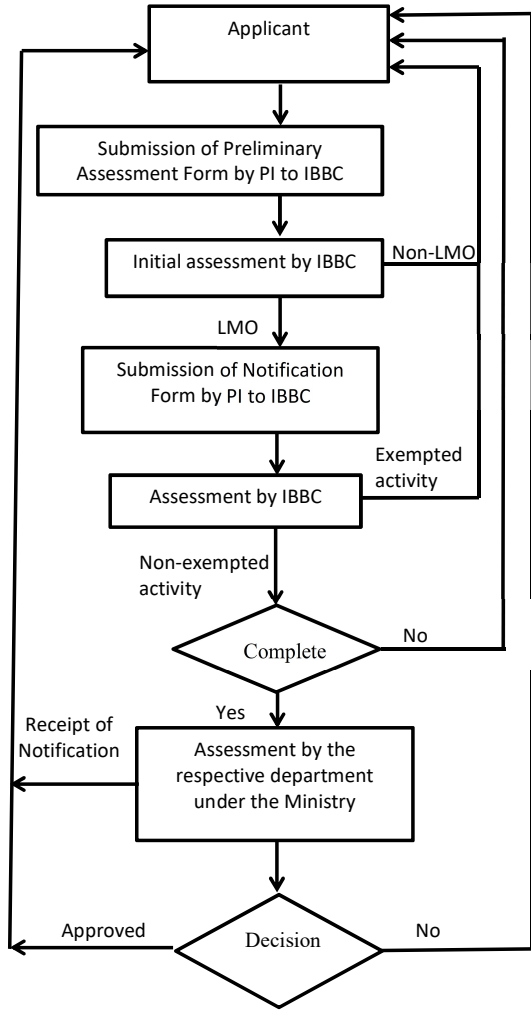 Applicant
Submission of Preliminary
Assessment Form by PI to IBBC
Initial assessment by IBBC
Non-LMO
LMO
Submission of Notification
Form by PI to IBBC
Exempted
activity
Assessment by IBBC
Non-exempted
activity
Complete
No
Yes
Receipt of
Notification
Assessment by the
respective department
under the Ministry
Approved
Decision
No